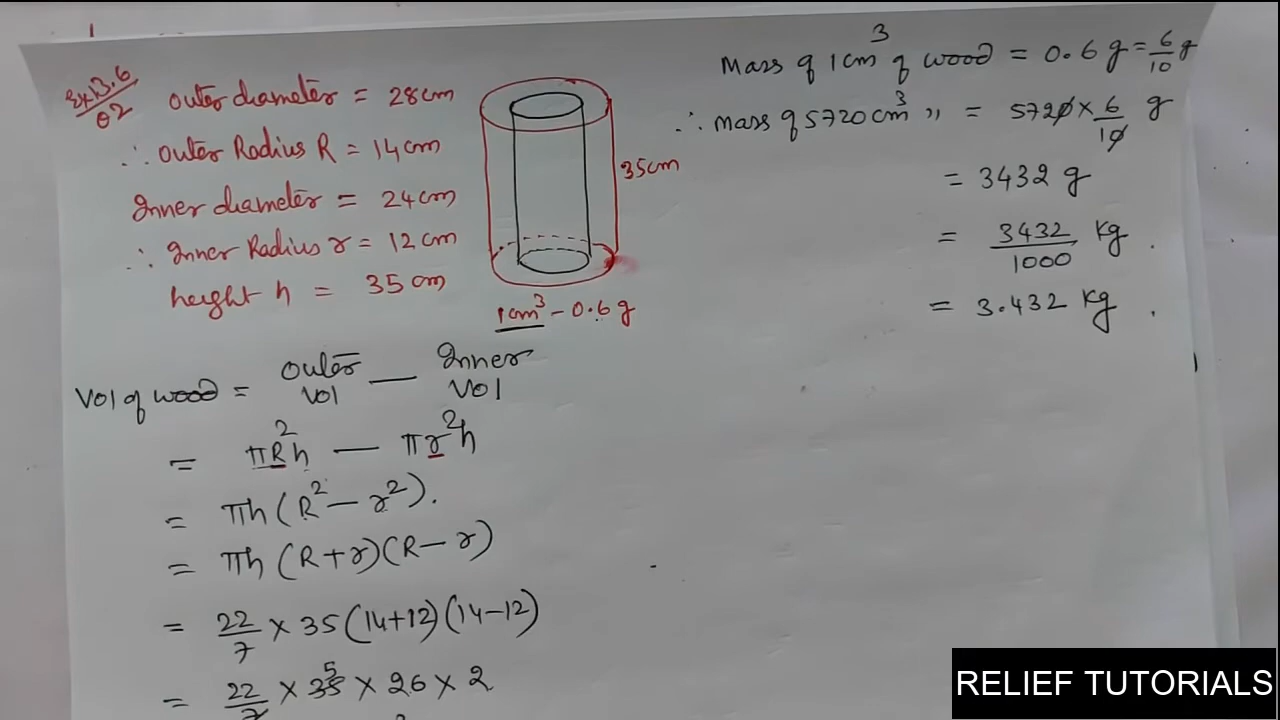 Ex 13.6
Q2
outer diameter = 28cm
∴ outer Radius R = 14cm
Inner diameter = 24cm
∴ Inner Radius r = 12cm
height h = 35cm
35cm
1cm³ - 0.6 g
Vol of wood = outer Vol — Inner Vol
= πR²h — πr²h
= πh(R² - r²).
= πh (R+r)(R-r)
= 22/7 × 35(14+12)(14-12)
= 22/7 × 35 5 × 26 × 2
Mass of 1cm³ of wood = 0.6 g = 6/10 g
∴ mass of 5720cm³ " = 5720 × 6/10 g
= 3432 g
= 3432/1000 kg.
= 3.432 kg.
RELIEF TUTORIALS